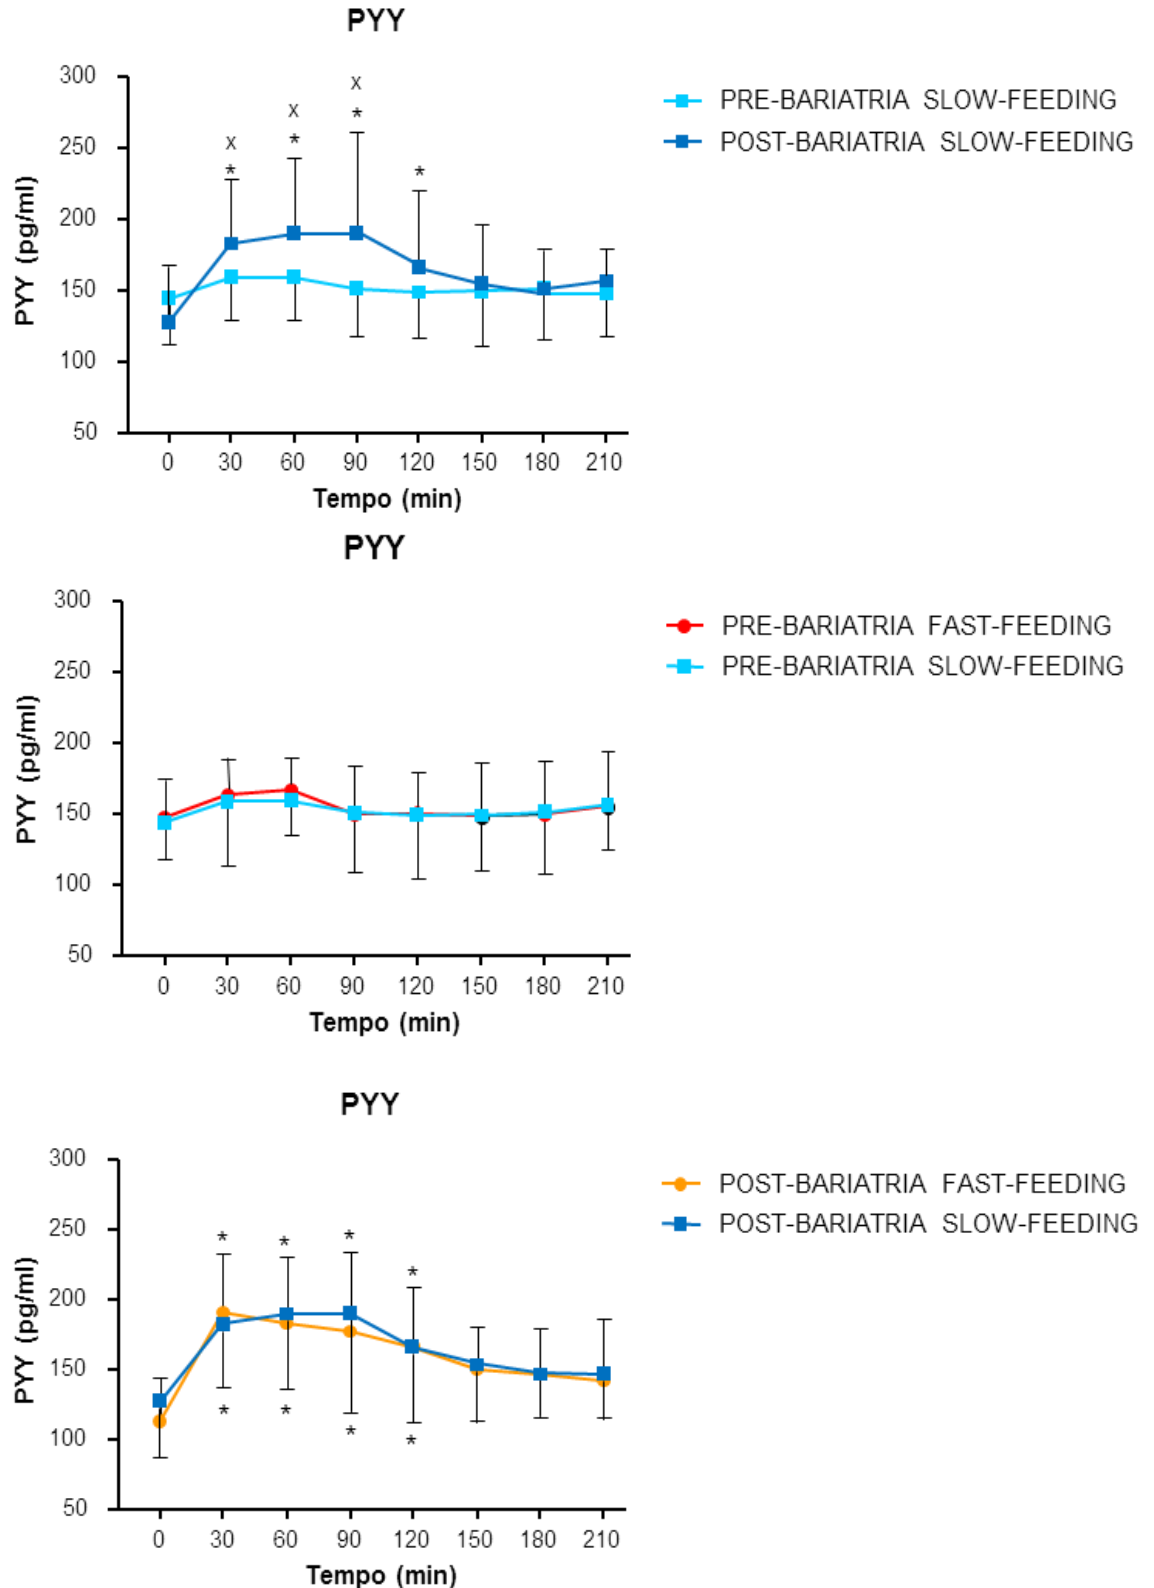 PYY
PYY (pg/ml)
300
250
200
150
100
50
x
*
x
*
x
*
*
0 30 60 90 120 150 180 210
Tempo (min)
PRE-BARIATRIA SLOW-FEEDING
POST-BARIATRIA SLOW-FEEDING
PYY
PYY (pg/ml)
300
250
200
150
100
50
0 30 60 90 120 150 180 210
Tempo (min)
PRE-BARIATRIA FAST-FEEDING
PRE-BARIATRIA SLOW-FEEDING
PYY
PYY (pg/ml)
300
250
200
150
100
50
* * * *
* * * *
0 30 60 90 120 150 180 210
Tempo (min)
POST-BARIATRIA FAST-FEEDING
POST-BARIATRIA SLOW-FEEDING